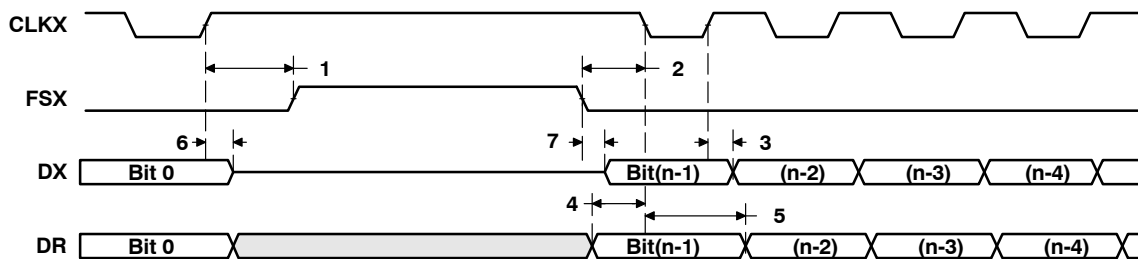 CLKX
1 2
FSX
6 7 3
DX Bit 0 Bit(n-1) (n-2) (n-3) (n-4)
4 5
DR Bit 0 Bit(n-1) (n-2) (n-3) (n-4)